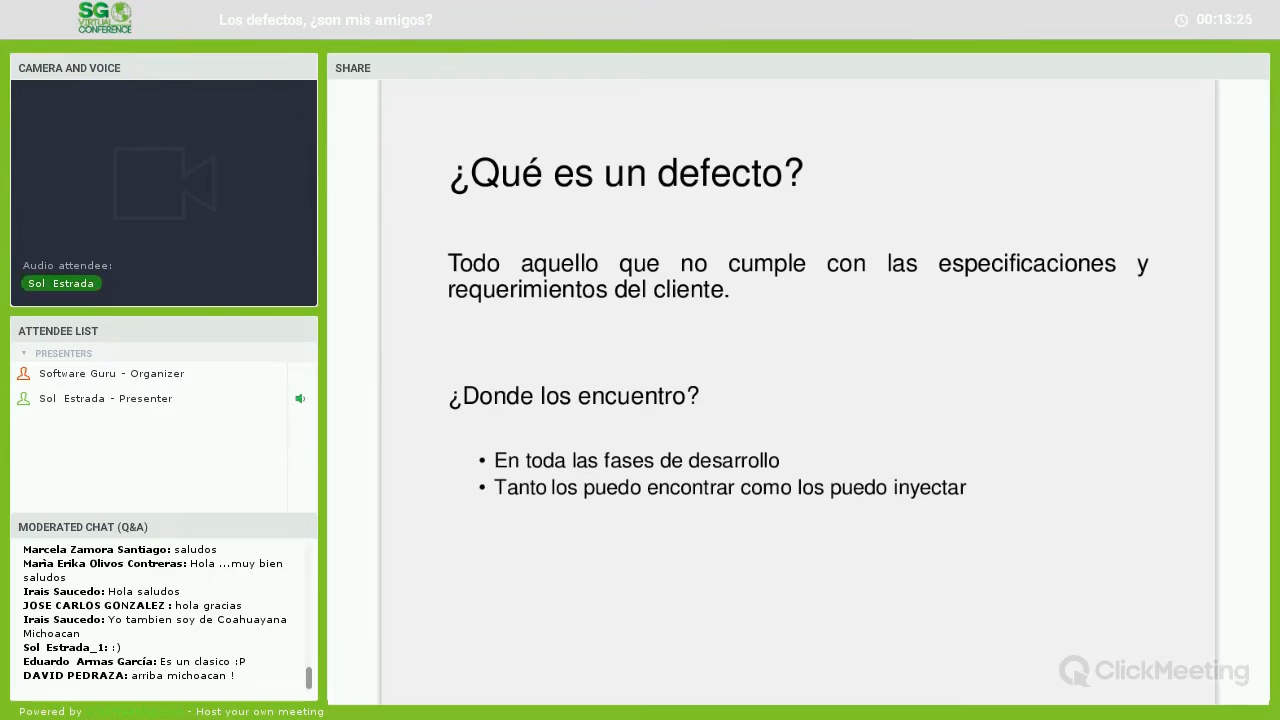 SG
VIRTUAL
CONFERENCE
Los defectos, ¿son mis amigos?
00:13:25
CAMERA AND VOICE
Audio attendee:
Sol Estrada
ATTENDEE LIST
PRESENTERS
Software Guru - Organizer
Sol Estrada - Presenter
MODERATED CHAT (Q&A)
Marcela Zamora Santiago: saludos
Marìa Erika Olivos Contreras: Hola ...muy bien
saludos
Irais Saucedo: Hola saludos
JOSE CARLOS GONZALEZ : hola gracias
Irais Saucedo: Yo tambien soy de Coahuayana
Michoacan
Sol Estrada_1: :)
Eduardo Armas García: Es un clasico :P
DAVID PEDRAZA: arriba michoacan !
Powered by
- Host your own meeting
SHARE
¿Qué es un defecto?
Todo aquello que no cumple con las especificaciones y
requerimientos del cliente.
¿Donde los encuentro?
• En toda las fases de desarrollo
• Tanto los puedo encontrar como los puedo inyectar
ClickMeeting